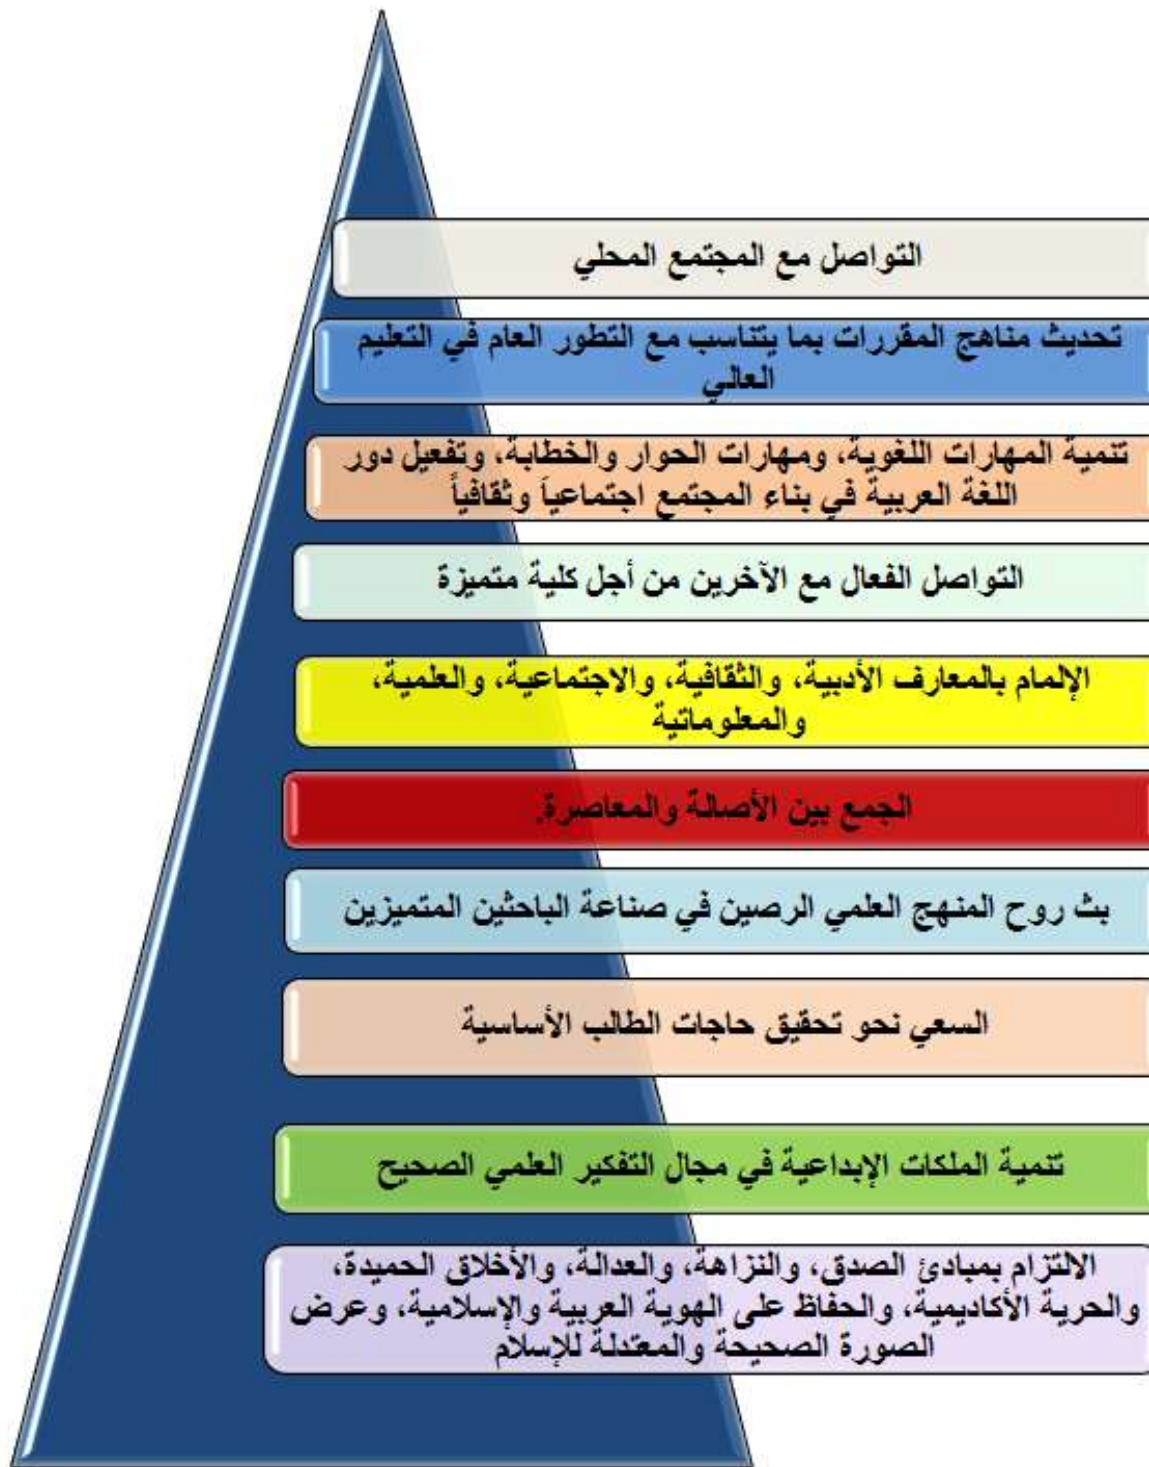 التواصل مع المجتمع المحلي
تحديث مناهج المقررات بما يتناسب مع التطور العام في التعليم
العالي
تنمية المهارات اللغوية، ومهارات الحوار والخطابة، وتفعيل دور
اللغة العربية في بناء المجتمع اجتماعياً وثقافياً
التواصل الفعال مع الآخرين من أجل كلية متميزة
الإلمام بالمعارف الأدبية، والثقافية، والاجتماعية، والعلمية،
والمعلوماتية
الجمع بين الأصالة والمعاصرة.
بث روح المنهج العلمي الرصين في صناعة الباحثين المتميزين
السعي نحو تحقيق حاجات الطالب الأساسية
تنمية الملكات الإبداعية في مجال التفكير العلمي الصحيح
الالتزام بمبادئ الصدق، والنزاهة، والعدالة، والأخلاق الحميدة،
والحرية الأكاديمية، والحفاظ على الهوية العربية والإسلامية، وعرض
الصورة الصحيحة والمعتدلة للإسلام